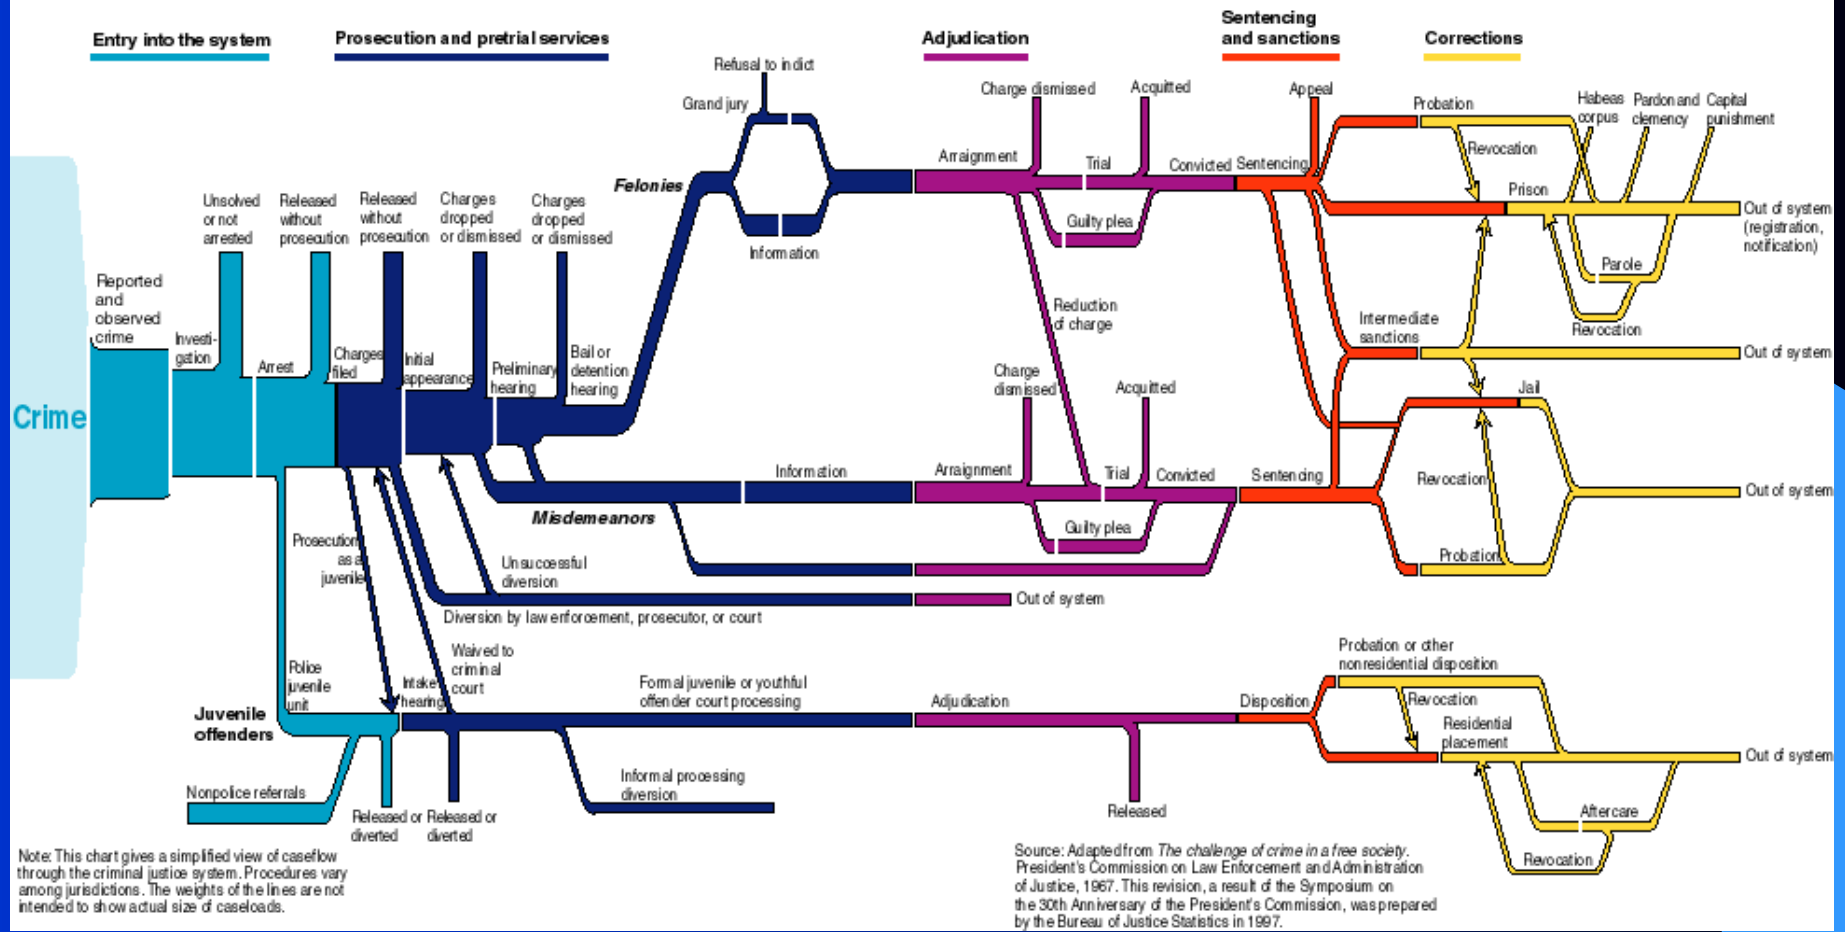 Entry into the system
Prosecution and pretrial services
Adjudication
Sentencing
and sanctions
Corrections
Refusal to indict
Grand jury
Felonies
Information
Charge dismissed
Acquitted
Arraignment
Trial
Convicted
Guilty plea
Sentencing
Appeal
Probation
Revocation
Prison
Habeas
corpus
Pardon and
clemency
Capital
punishment
Out of system
(registration,
notification)
Parole
Revocation
Unsolved
or not
arrested
Released
without
prosecution
Released
without
prosecution
Charges
dropped
or dismissed
Charges
dropped
or dismissed
Crime
Reported
and
observed
crime
Investi-
gation
Arrest
Charges
filed
Initial
appearance
Preliminary
hearing
Bail or
detention
hearing
Reduction
of charge
Intermediate
sanctions
Out of system
Charge
dismissed
Acquitted
Jail
Information
Misdemeanors
Arraignment
Trial
Convicted
Guilty plea
Sentencing
Revocation
Probation
Out of system
Prosecution
as a
juvenile
Unsuccessful
diversion
Diversion by law enforcement, prosecutor, or court
Out of system
Waived to
criminal
court
Police
juvenile
unit
Intake
hearing
Juvenile
offenders
Formal juvenile or youthful
offender court processing
Adjudication
Disposition
Probation or other
nonresidential disposition
Revocation
Residential
placement
Out of system
Nonpolice referrals
Released or
diverted
Released or
diverted
Informal processing
diversion
Released
Aftercare
Revocation
Note: This chart gives a simplified view of caseflow
through the criminal justice system. Procedures vary
among jurisdictions. The weights of the lines are not
intended to show actual size of caseloads.
Source: Adapted from The challenge of crime in a free society.
President's Commission on Law Enforcement and Administration
of Justice, 1967. This revision, a result of the Symposium on
the 30th Anniversary of the President's Commission, was prepared
by the Bureau of Justice Statistics in 1997.